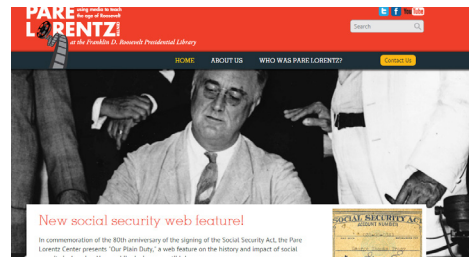 PARE using media to teach
the age of Roosevelt
LORENTZ
at the Franklin D. Roosevelt Presidential Library
You Tube
Search
HOME ABOUT US WHO WAS PARE LORENTZ? Contact Us
New social security web feature!
In commemoration of the 80th anniversary of the signing of the Social Security Act, the Pare
Lorentz Center presents "Our Plain Duty," a web feature on the history and impact of social
SOCIAL SECURITY ACT
ACCOUNT NUMBER